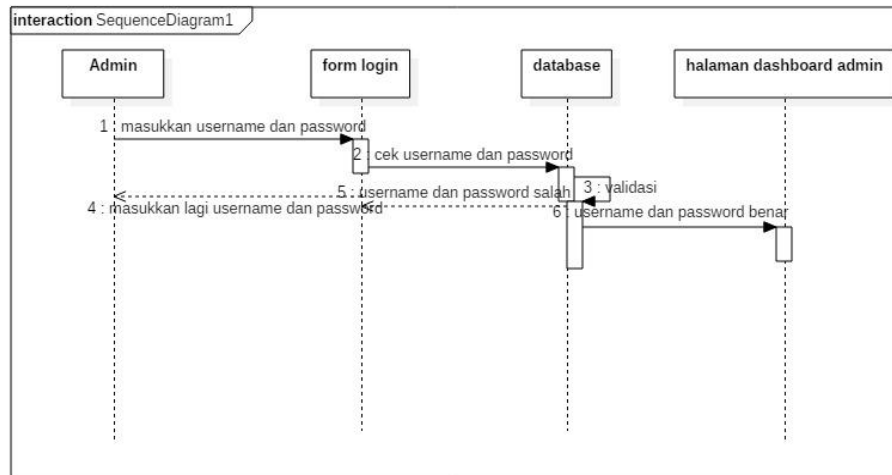 interaction SequenceDiagram1
Admin
form login
database
halaman dashboard admin
1 : masukkan username dan password
2 : cek username dan password
3 : validasi
5 : username dan password salah
4 : masukkan lagi username dan password
6 : username dan password benar